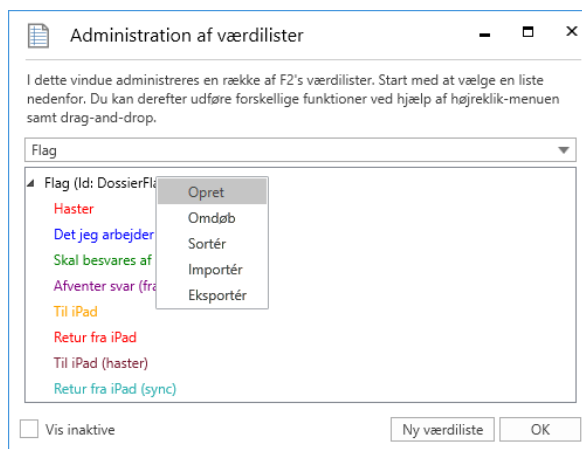 Administration af værdilister
I dette vindue administreres en række af F2's værdilister. Start med at vælge en liste
nedenfor. Du kan derefter udføre forskellige funktioner ved hjælp af højreklik-menuen
samt drag-and-drop.
Flag
Flag (Id: DossierFla
Opret
Haster
Omdøb
Det jeg arbejder
Sortér
Skal besvares af
Importér
Afventer svar (fra
Eksportér
Til iPad
Retur fra iPad
Til iPad (haster)
Retur fra iPad (sync)
Vis inaktive
Ny værdiliste
OK